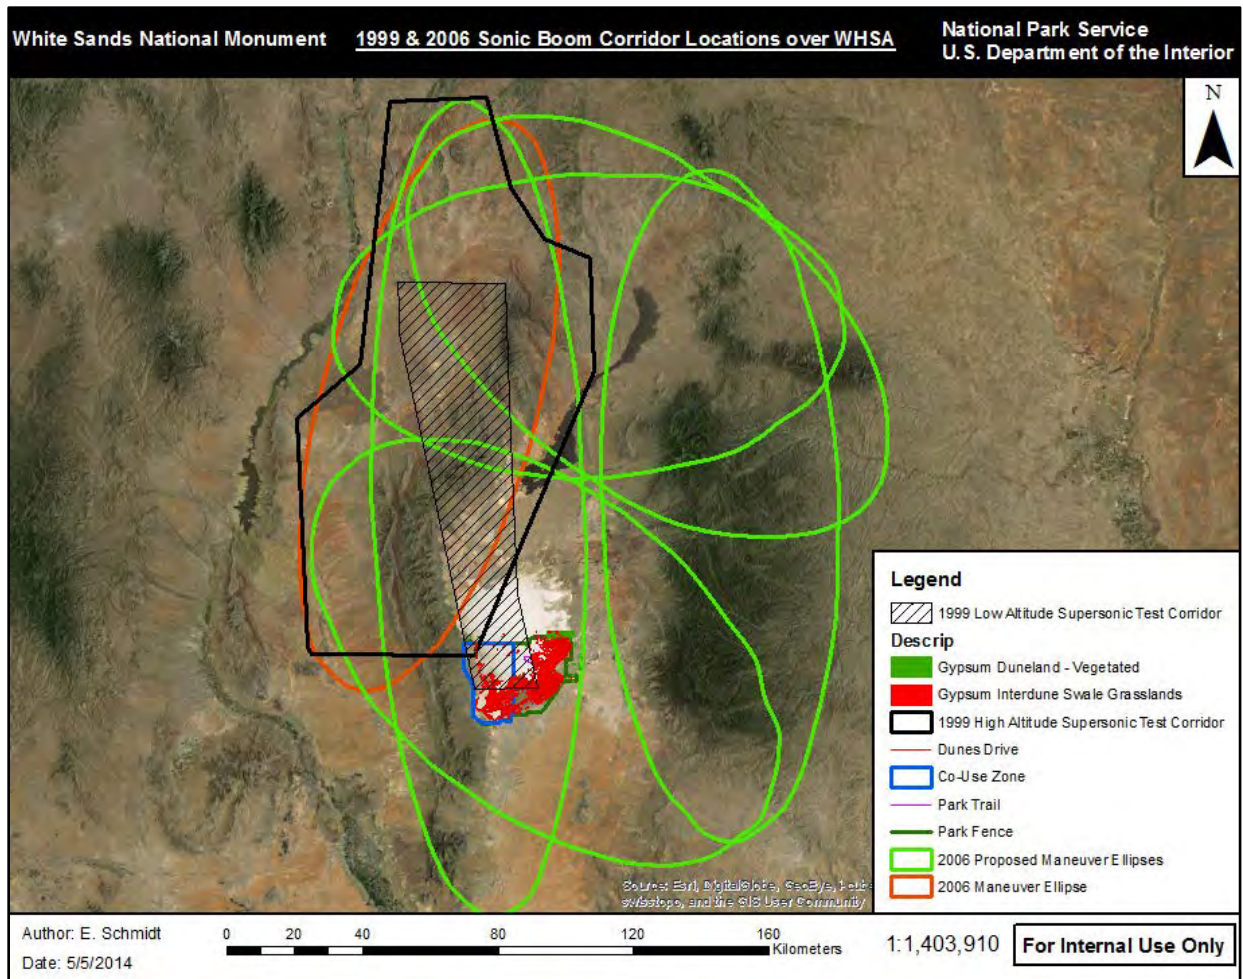 White Sands National Monument
1999 & 2006 Sonic Boom Corridor Locations over WHSA
National Park Service
U.S. Department of the Interior
N
Legend
1999 Low Altitude Supersonic Test Corridor
Descrip
Gypsum Duneland - Vegetated
Gypsum Interdune Swale Grasslands
1999 High Altitude Supersonic Test Corridor
Dunes Drive
Co-Use Zone
Park Trail
Park Fence
2006 Proposed Maneuver Ellipses
2006 Maneuver Ellipse
Source: Esri, DigitalGlobe, GeoEye, i-cube
swisstopo, and the GIS User Community
Author: E. Schmidt
Date: 5/5/2014
0 20 40 80 120 160
Kilometers
1:1,403,910
For Internal Use Only